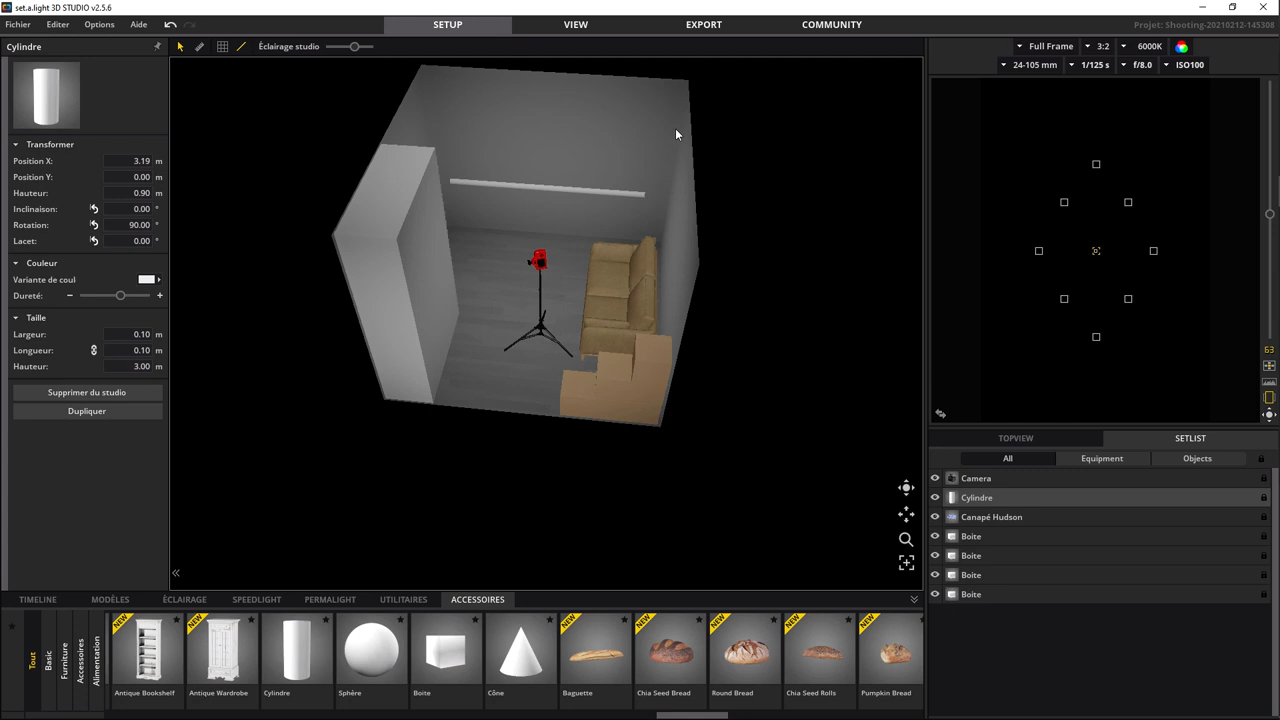 set.a.light 3D STUDIO v2.5.6
Fichier Editer Options Aide SETUP VIEW EXPORT COMMUNITY Projet: Shooting-20210212-145308
Cylindre
Éclairage studio
Full Frame 3:2 6000K
24-105 mm 1/125 s f/8.0 ISO100
Transformer
Position X: 3.19 m
Position Y: 0.00 m
Hauteur: 0.90 m
Inclinaison: 0.00 °
Rotation: 90.00 °
Lacet: 0.00 °
Couleur
Variante de coul
Dureté: − +
Taille
Largeur: 0.10 m
Longueur: 0.10 m
Hauteur: 3.00 m
Supprimer du studio
Dupliquer
63
TOPVIEW SETLIST
All Equipment Objects
Camera
Cylindre
Canapé Hudson
Boite
Boite
Boite
Boite
TIMELINE MODÈLES ÉCLAIRAGE SPEEDLIGHT PERMALIGHT UTILITAIRES ACCESSOIRES
Tout
Basic
Furniture
Accessoires
Alimentation
NEW NEW NEW NEW NEW NEW NEW
Antique Bookshelf Antique Wardrobe Cylindre Sphère Boite Cône Baguette Chia Seed Bread Round Bread Chia Seed Rolls Pumpkin Bread